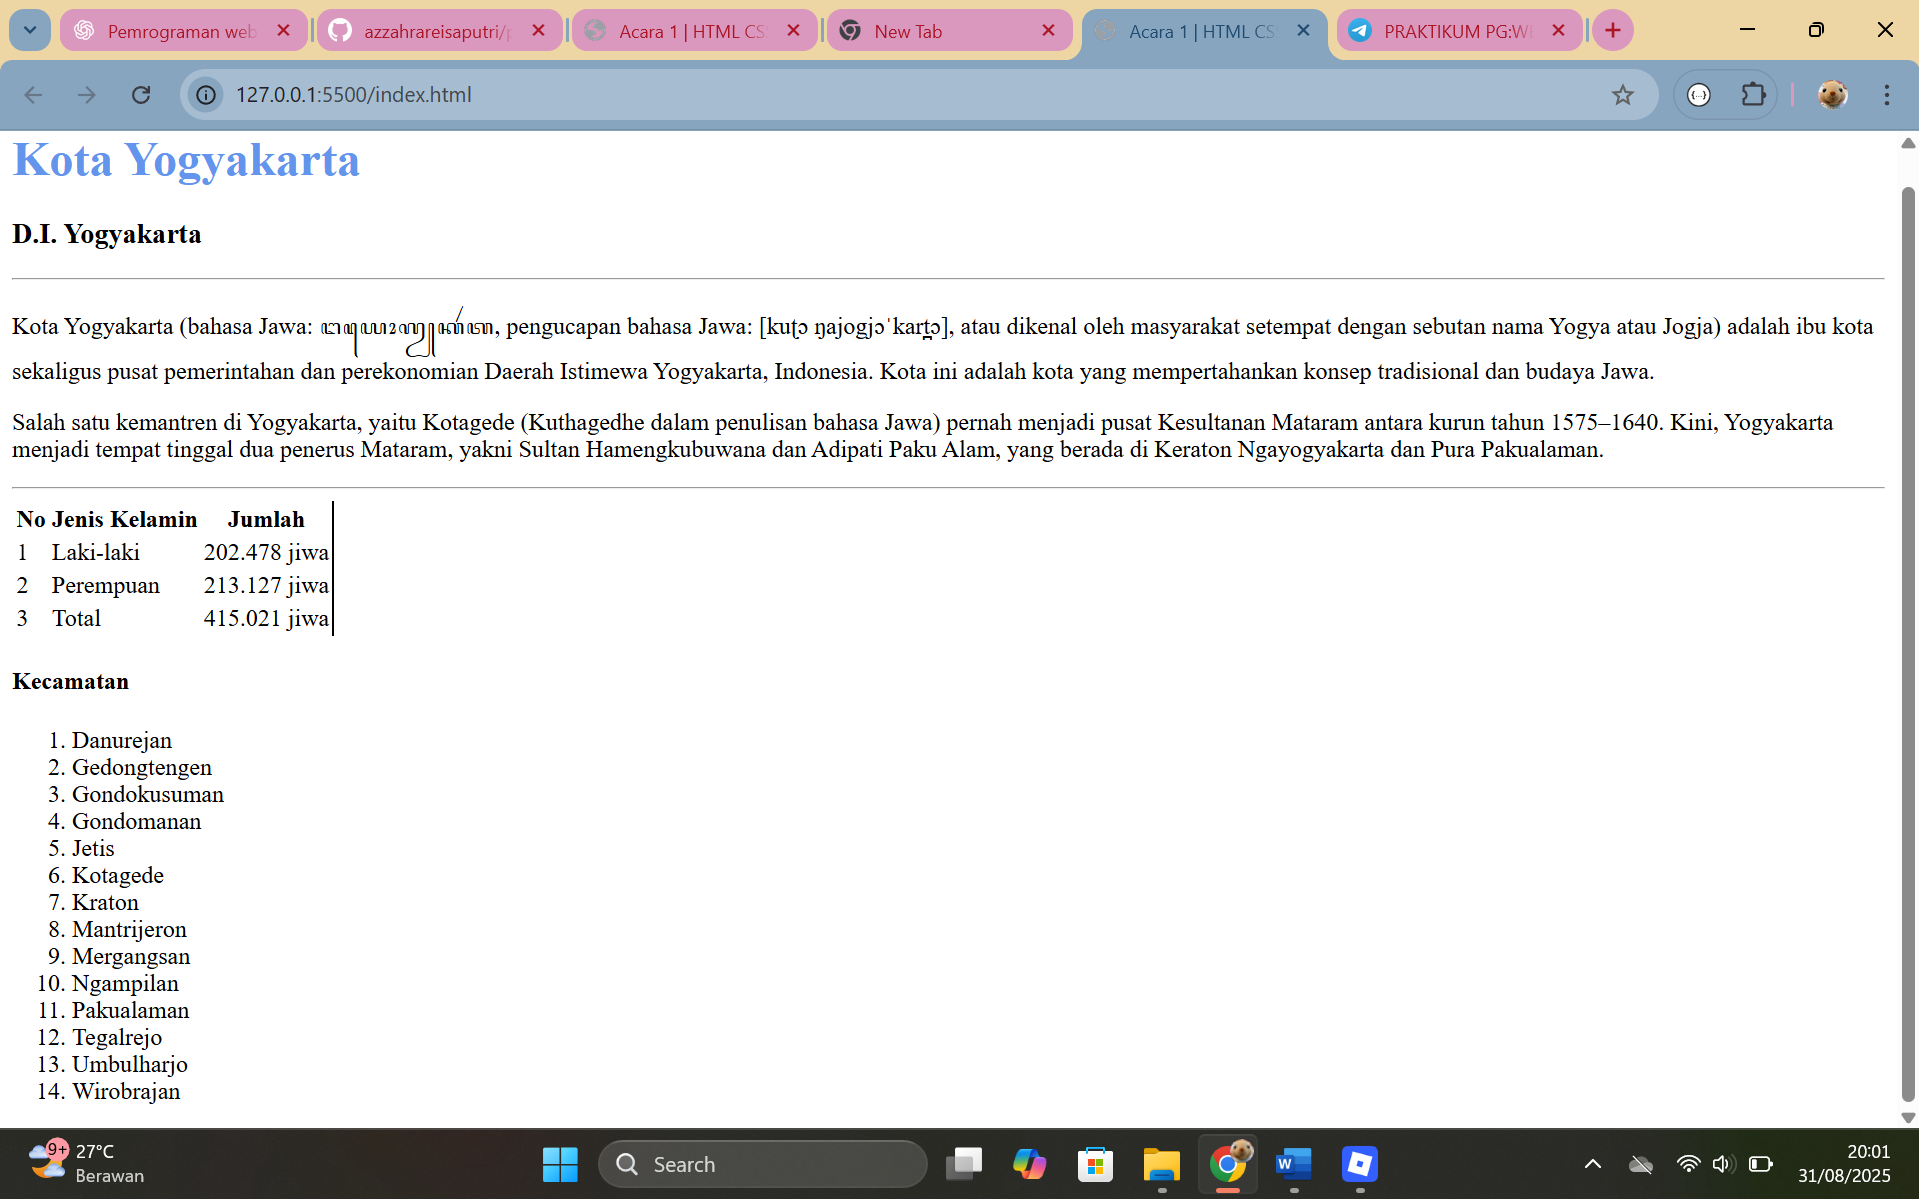 Pemrograman web
azzahrareisaputri/p
Acara 1 | HTML CS
New Tab
Acara 1 | HTML CS
PRAKTIKUM PG:WE
127.0.0.1:5500/index.html
Kota Yogyakarta
D.I. Yogyakarta
Kota Yogyakarta (bahasa Jawa: , pengucapan bahasa Jawa: [kuʈɔ ŋajogjɔˈkart̪ɔ], atau dikenal oleh masyarakat setempat dengan sebutan nama Yogya atau Jogja) adalah ibu kota
sekaligus pusat pemerintahan dan perekonomian Daerah Istimewa Yogyakarta, Indonesia. Kota ini adalah kota yang mempertahankan konsep tradisional dan budaya Jawa.
Salah satu kemantren di Yogyakarta, yaitu Kotagede (Kuthagedhe dalam penulisan bahasa Jawa) pernah menjadi pusat Kesultanan Mataram antara kurun tahun 1575–1640. Kini, Yogyakarta
menjadi tempat tinggal dua penerus Mataram, yakni Sultan Hamengkubuwana dan Adipati Paku Alam, yang berada di Keraton Ngayogyakarta dan Pura Pakualaman.
No Jenis Kelamin Jumlah
1 Laki-laki 202.478 jiwa
2 Perempuan 213.127 jiwa
3 Total 415.021 jiwa
Kecamatan
1. Danurejan
2. Gedongtengen
3. Gondokusuman
4. Gondomanan
5. Jetis
6. Kotagede
7. Kraton
8. Mantrijeron
9. Mergangsan
10. Ngampilan
11. Pakualaman
12. Tegalrejo
13. Umbulharjo
14. Wirobrajan
9+
27°C
Berawan
Search
20:01
31/08/2025